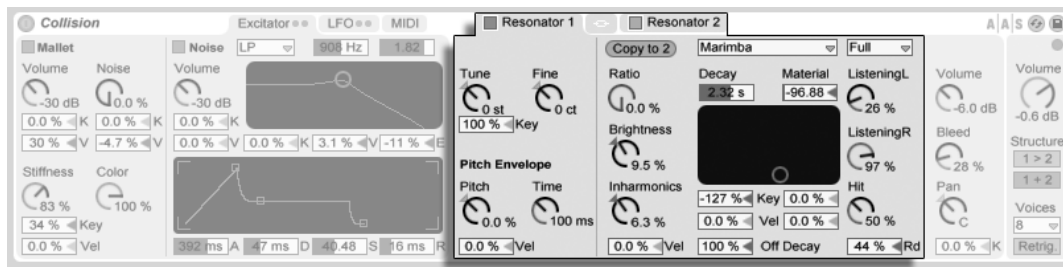 Collision
Excitator
LFO
MIDI
Resonator 1
Resonator 2
A A S
Mallet
Volume
-30 dB
0.0 % K
30 % V
Noise
0.0 %
0.0 % K
-4.7 % V
Stiffness
83 %
34 % Key
0.0 % Vel
Color
100 %
Noise
LP
908 Hz
1.82
Volume
-30 dB
0.0 % K
0.0 % V
0.0 % K
3.1 % V
-11 % E
392 ms A
47 ms D
40.48 S
16 ms R
Tune
0 st
100 % Key
Fine
0 ct
Pitch Envelope
Pitch
0.0 %
0.0 % Vel
Time
100 ms
Copy to 2
Marimba
Full
Ratio
0.0 %
Brightness
9.5 %
Inharmonics
6.3 %
0.0 % Vel
Decay
2.32 s
Material
-96.88
-127 % Key 0.0 %
0.0 % Vel 0.0 %
100 % Off Decay
ListeningL
26 %
ListeningR
97 %
Hit
50 %
44 % Rd
Volume
-6.0 dB
Bleed
28 %
Pan
C
0.0 % K
Volume
-0.6 dB
Structure
1 > 2
1 + 2
Voices
8
Retrig.